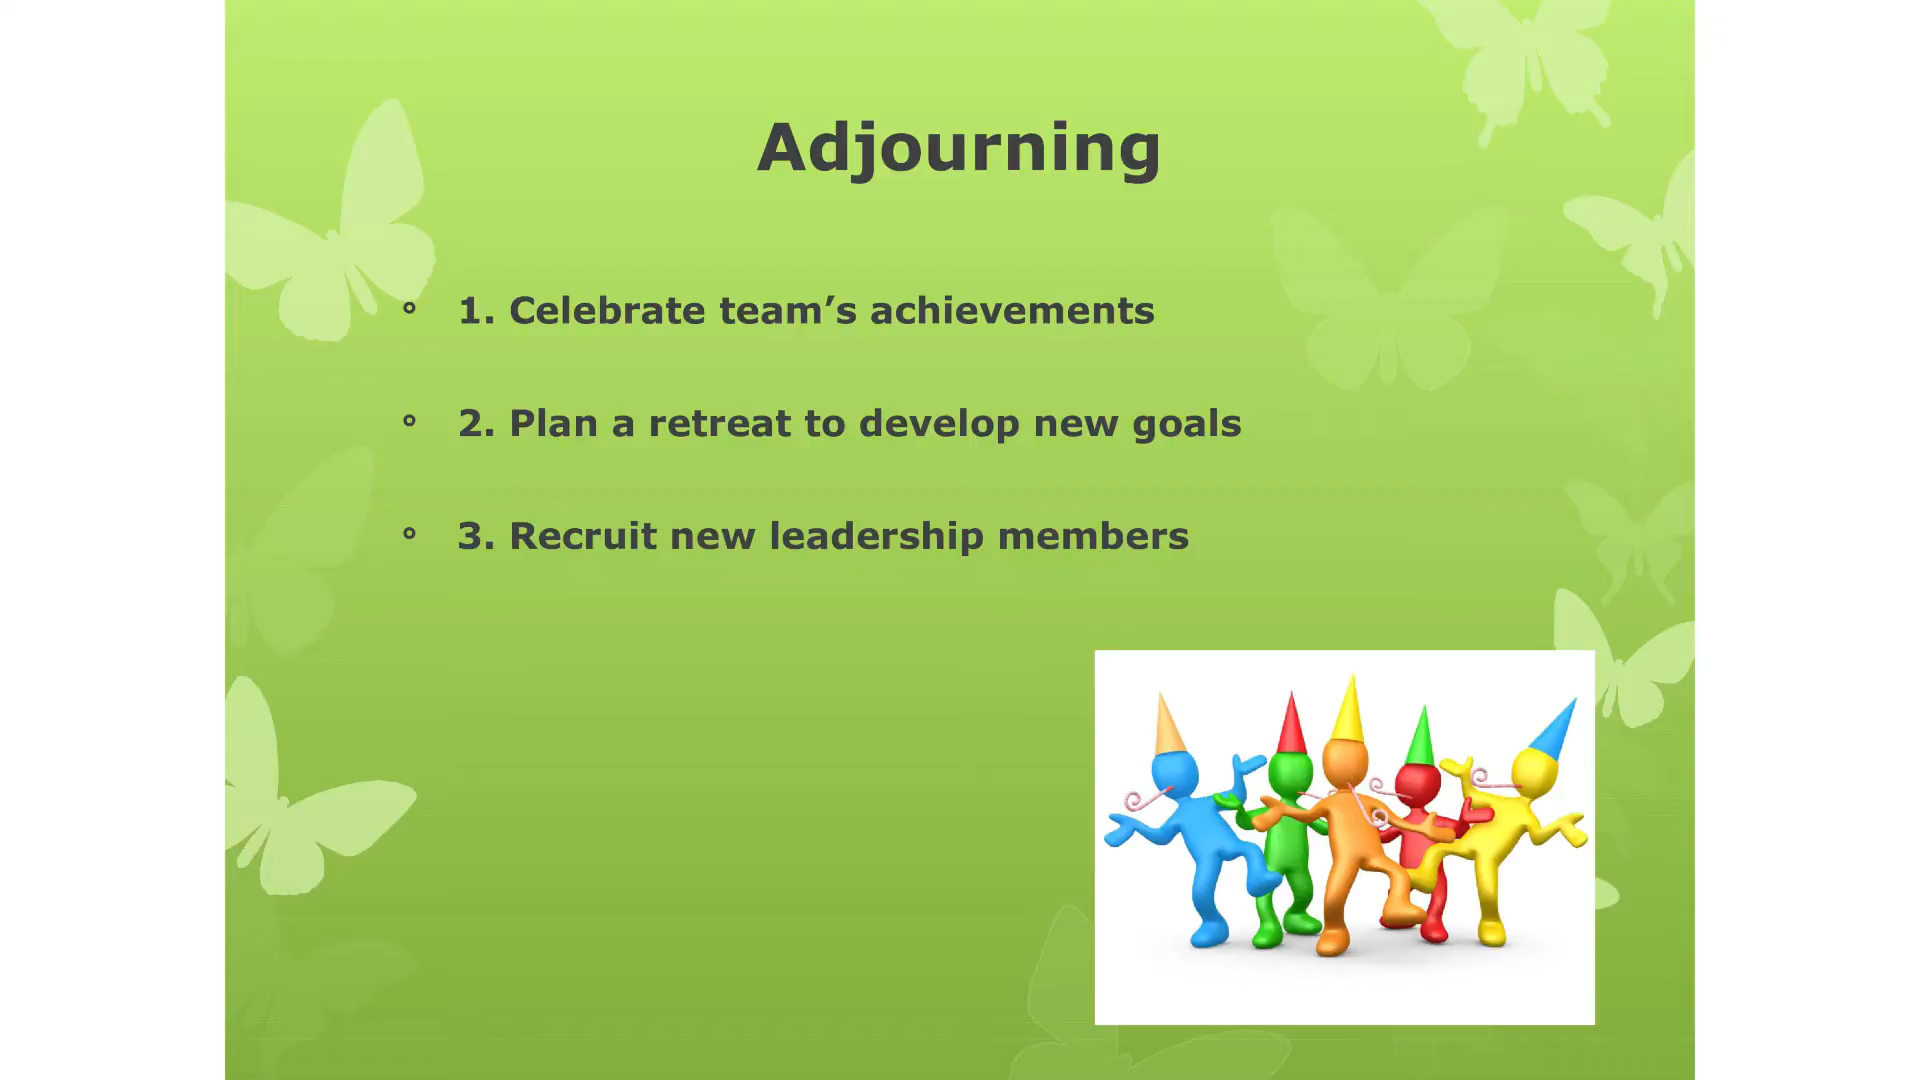 Adjourning
1. Celebrate team’s achievements
2. Plan a retreat to develop new goals
3. Recruit new leadership members